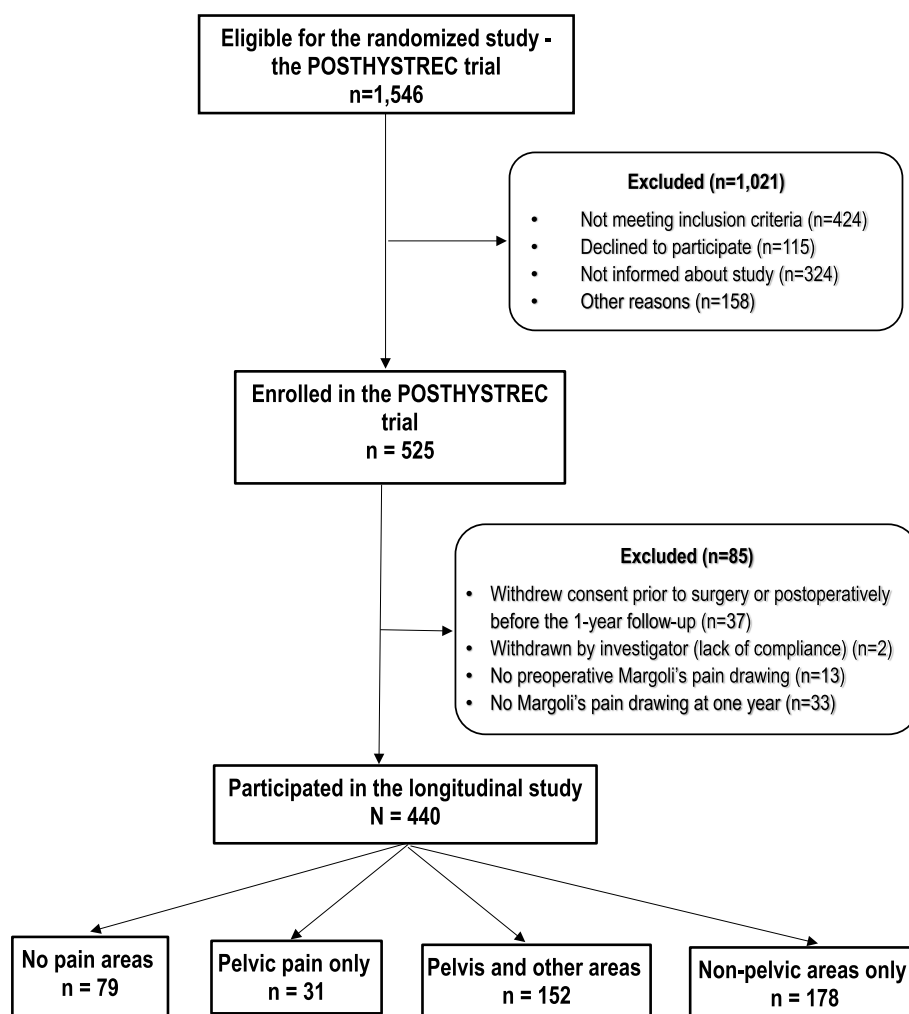 Eligible for the randomized study -
the POSTHYSTREC trial
n=1,546
Excluded (n=1,021)
• Not meeting inclusion criteria (n=424)
• Declined to participate (n=115)
• Not informed about study (n=324)
• Other reasons (n=158)
Enrolled in the POSTHYSTREC
trial
n = 525
Excluded (n=85)
• Withdrew consent prior to surgery or postoperatively
before the 1-year follow-up (n=37)
• Withdrawn by investigator (lack of compliance) (n=2)
• No preoperative Margoli's pain drawing (n=13)
• No Margoli's pain drawing at one year (n=33)
Participated in the longitudinal study
N = 440
No pain areas
n = 79
Pelvic pain only
n = 31
Pelvis and other areas
n = 152
Non-pelvic areas only
n = 178